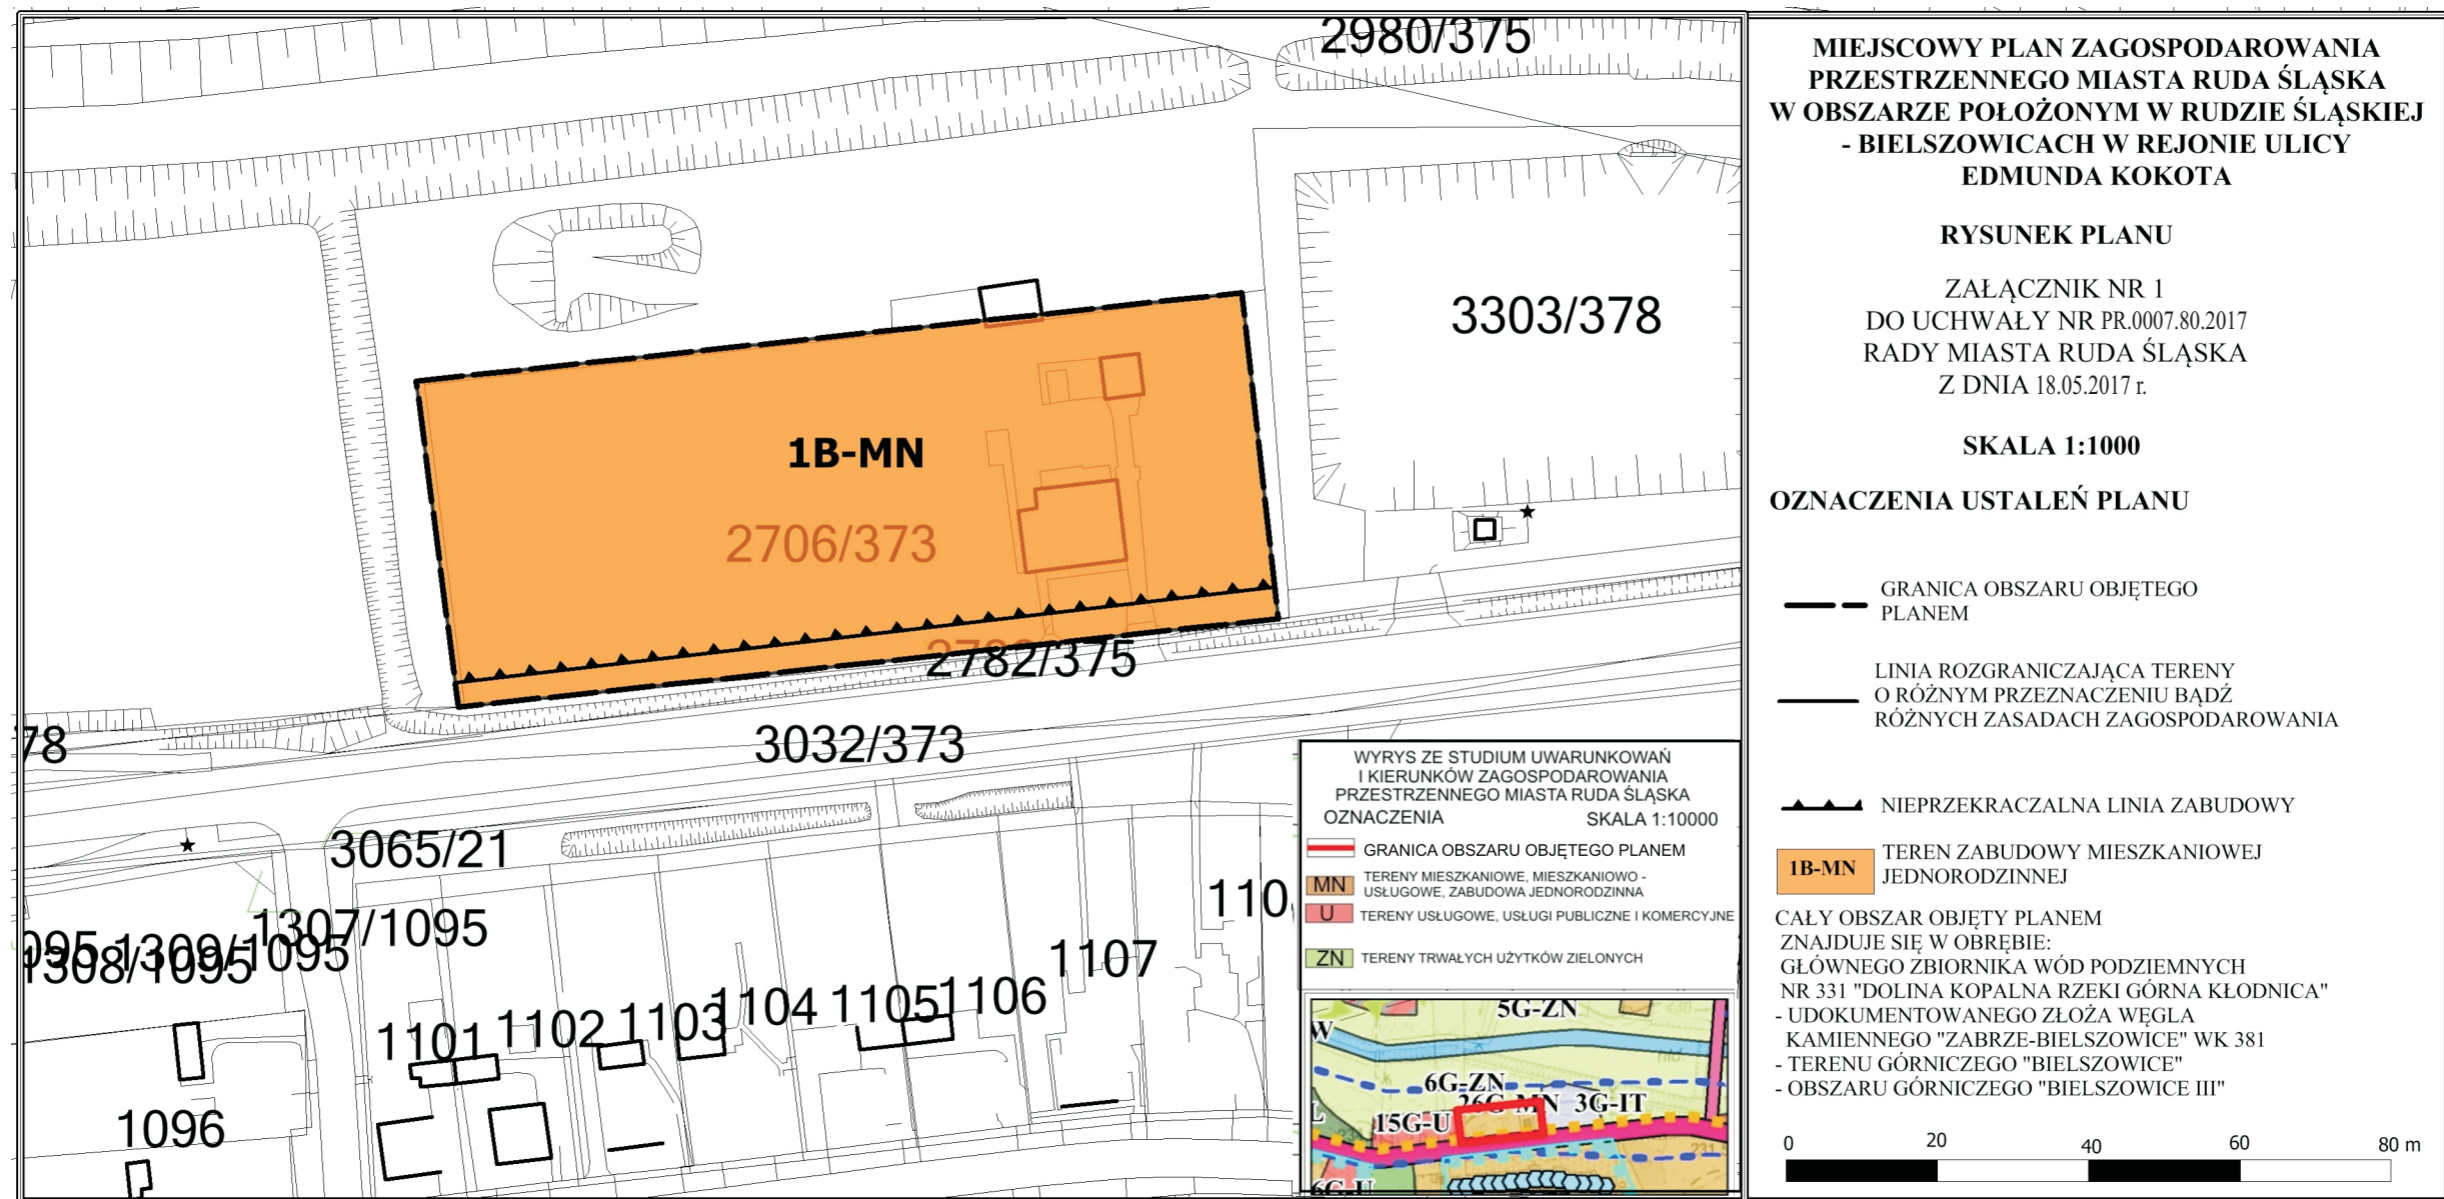 2980/375
3303/378
1B-MN
2706/373
2782/375
78
3032/373
3065/21
1307/1095
095
1309/1095
1308/1095
110
1107
1106
1105
1104
1103
1102
1101
1096
MIEJSCOWY PLAN ZAGOSPODAROWANIA
PRZESTRZENNEGO MIASTA RUDA ŚLĄSKA
W OBSZARZE POŁOŻONYM W RUDZIE ŚLĄSKIEJ
- BIELSZOWICACH W REJONIE ULICY
EDMUNDA KOKOTA
RYSUNEK PLANU
ZAŁĄCZNIK NR 1
DO UCHWAŁY NR PR.0007.80.2017
RADY MIASTA RUDA ŚLĄSKA
Z DNIA 18.05.2017 r.
SKALA 1:1000
OZNACZENIA USTALEŃ PLANU
GRANICA OBSZARU OBJĘTEGO
PLANEM
LINIA ROZGRANICZAJĄCA TERENY
O RÓŻNYM PRZEZNACZENIU BĄDŹ
RÓŻNYCH ZASADACH ZAGOSPODAROWANIA
NIEPRZEKRACZALNA LINIA ZABUDOWY
1B-MN
TEREN ZABUDOWY MIESZKANIOWEJ
JEDNORODZINNEJ
CAŁY OBSZAR OBJĘTY PLANEM
ZNAJDUJE SIĘ W OBRĘBIE:
GŁÓWNEGO ZBIORNIKA WÓD PODZIEMNYCH
NR 331 "DOLINA KOPALNA RZEKI GÓRNA KŁODNICA"
- UDOKUMENTOWANEGO ZŁOŻA WĘGLA
KAMIENNEGO "ZABRZE-BIELSZOWICE" WK 381
- TERENU GÓRNICZEGO "BIELSZOWICE"
- OBSZARU GÓRNICZEGO "BIELSZOWICE III"
0 20 40 60 80 m
WYRYS ZE STUDIUM UWARUNKOWAŃ
I KIERUNKÓW ZAGOSPODAROWANIA
PRZESTRZENNEGO MIASTA RUDA ŚLĄSKA
OZNACZENIA SKALA 1:10000
GRANICA OBSZARU OBJĘTEGO PLANEM
MN TERENY MIESZKANIOWE, MIESZKANIOWO -
USŁUGOWE, ZABUDOWA JEDNORODZINNA
U TERENY USŁUGOWE, USŁUGI PUBLICZNE I KOMERCYJNE
ZN TERENY TRWAŁYCH UŻYTKÓW ZIELONYCH
5G-ZN
W
6G-ZN
26G-MN
3G-IT
15G-U
L
6G-U